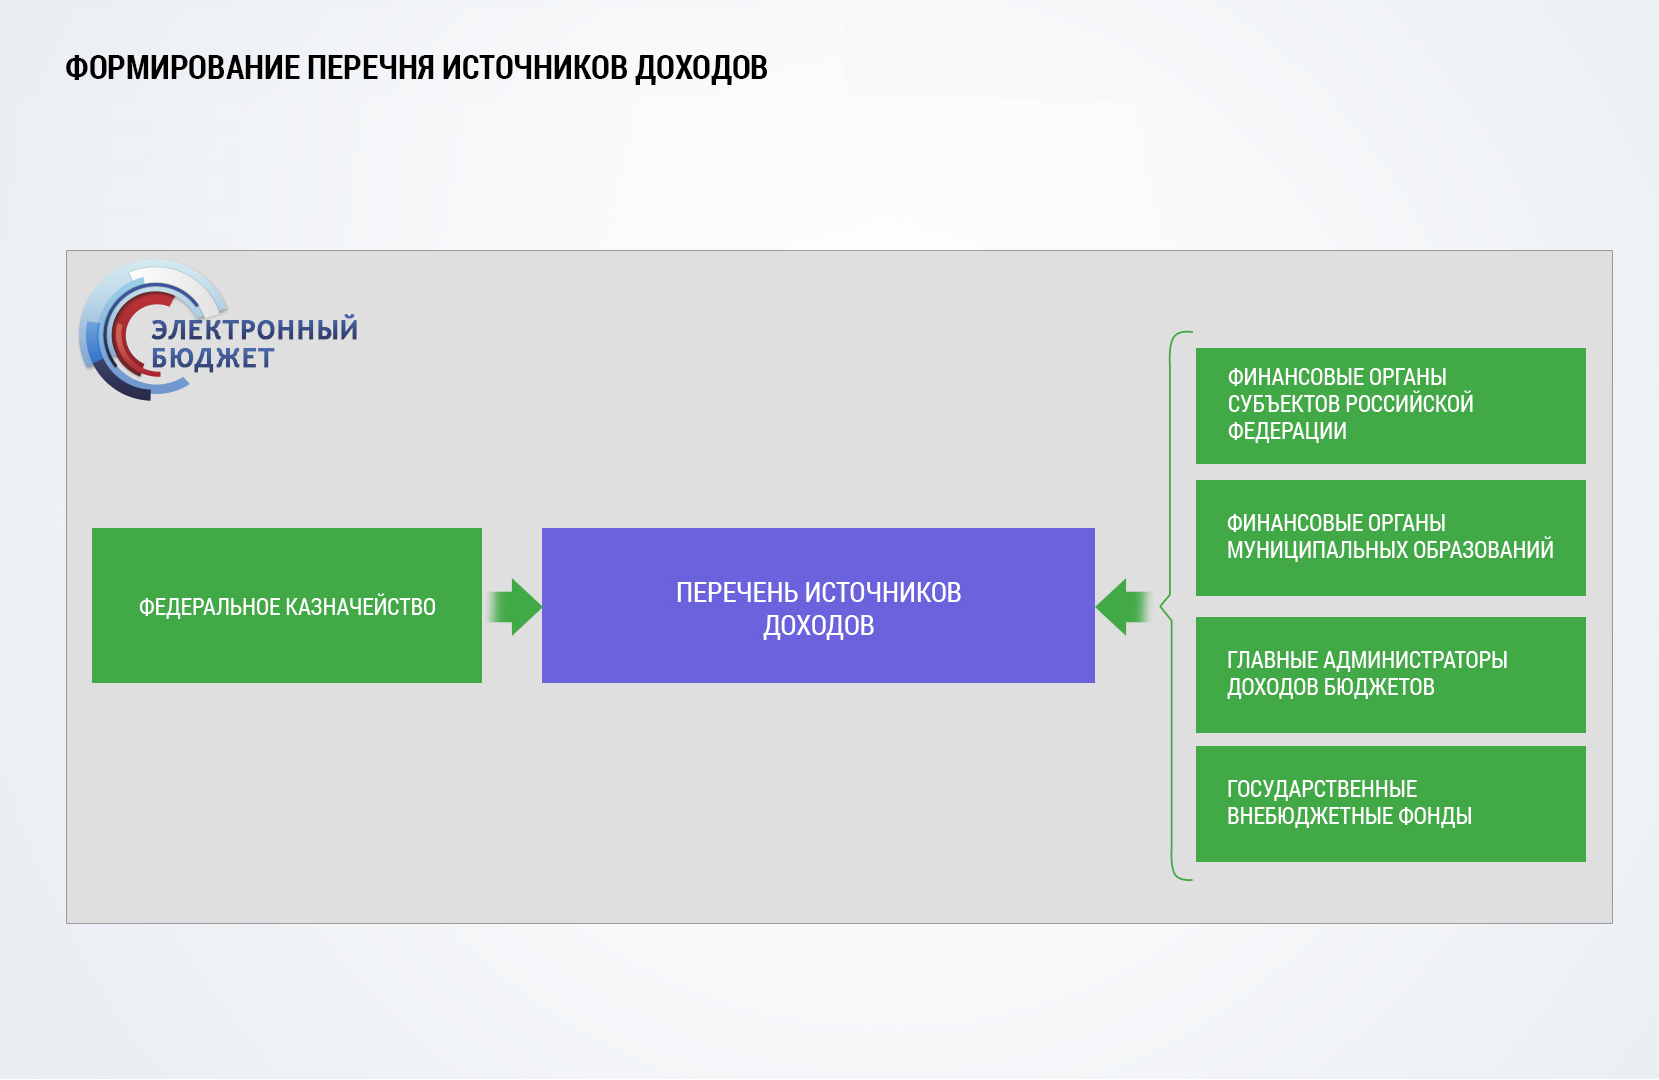 ФОРМИРОВАНИЕ ПЕРЕЧНЯ ИСТОЧНИКОВ ДОХОДОВ
ЭЛЕКТРОННЫЙ
БЮДЖЕТ
ФЕДЕРАЛЬНОЕ КАЗНАЧЕЙСТВО
ПЕРЕЧЕНЬ ИСТОЧНИКОВ
ДОХОДОВ
ФИНАНСОВЫЕ ОРГАНЫ
СУБЪЕКТОВ РОССИЙСКОЙ
ФЕДЕРАЦИИ
ФИНАНСОВЫЕ ОРГАНЫ
МУНИЦИПАЛЬНЫХ ОБРАЗОВАНИЙ
ГЛАВНЫЕ АДМИНИСТРАТОРЫ
ДОХОДОВ БЮДЖЕТОВ
ГОСУДАРСТВЕННЫЕ
ВНЕБЮДЖЕТНЫЕ ФОНДЫ